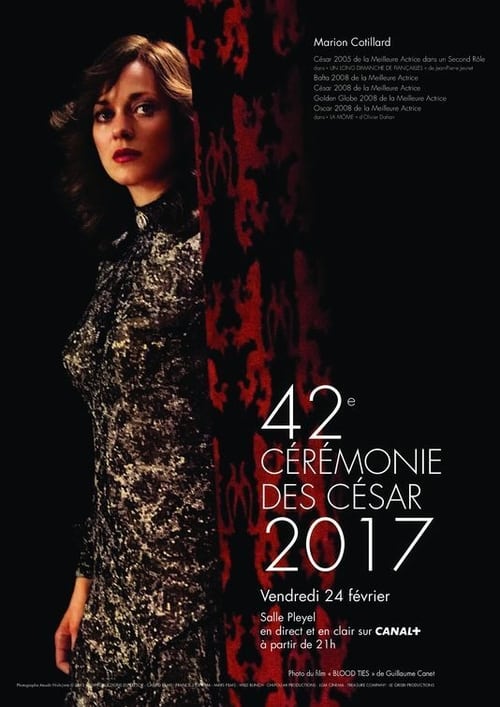 Marion Cotillard
César 2005 de la Meilleure Actrice dans un Second Rôle
dans « UN LONG DIMANCHE DE FIANÇAILLES » de Jean-Pierre Jeunet
Bafta 2008 de la Meilleure Actrice
César 2008 de la Meilleure Actrice
Golden Globe 2008 de la Meilleure Actrice
Oscar 2008 de la Meilleure Actrice
dans « LA MÔME » d'Olivier Dahan
42e
CÉRÉMONIE
DES CÉSAR
2017
Vendredi 24 février
Salle Pleyel
en direct et en clair sur CANAL+
à partir de 21h
Photo du film « BLOOD TIES » de Guillaume Canet